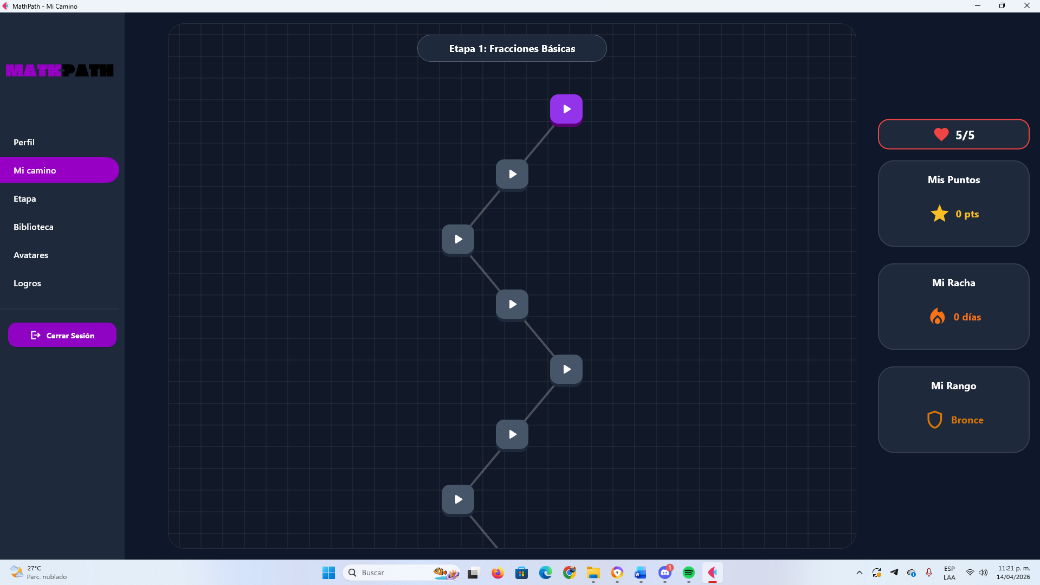 MathPath - Mi Camino
MATH-PATH
Perfil
Mi camino
Etapa
Biblioteca
Avatares
Logros
Cerrar Sesión
Etapa 1: Fracciones Básicas
5/5
Mis Puntos
0 pts
Mi Racha
0 días
Mi Rango
Bronce
27°C
Parc. nublado
Buscar
ESP
LAA
11:21 p. m.
14/04/2026